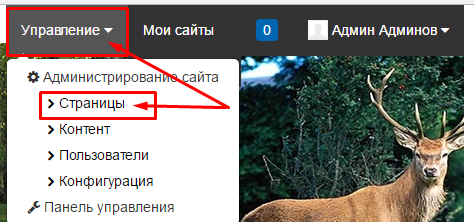 Управление Мои сайты 0 Админ Админов
Администрирование сайта
Страницы
Контент
Пользователи
Конфигурация
Панель управления